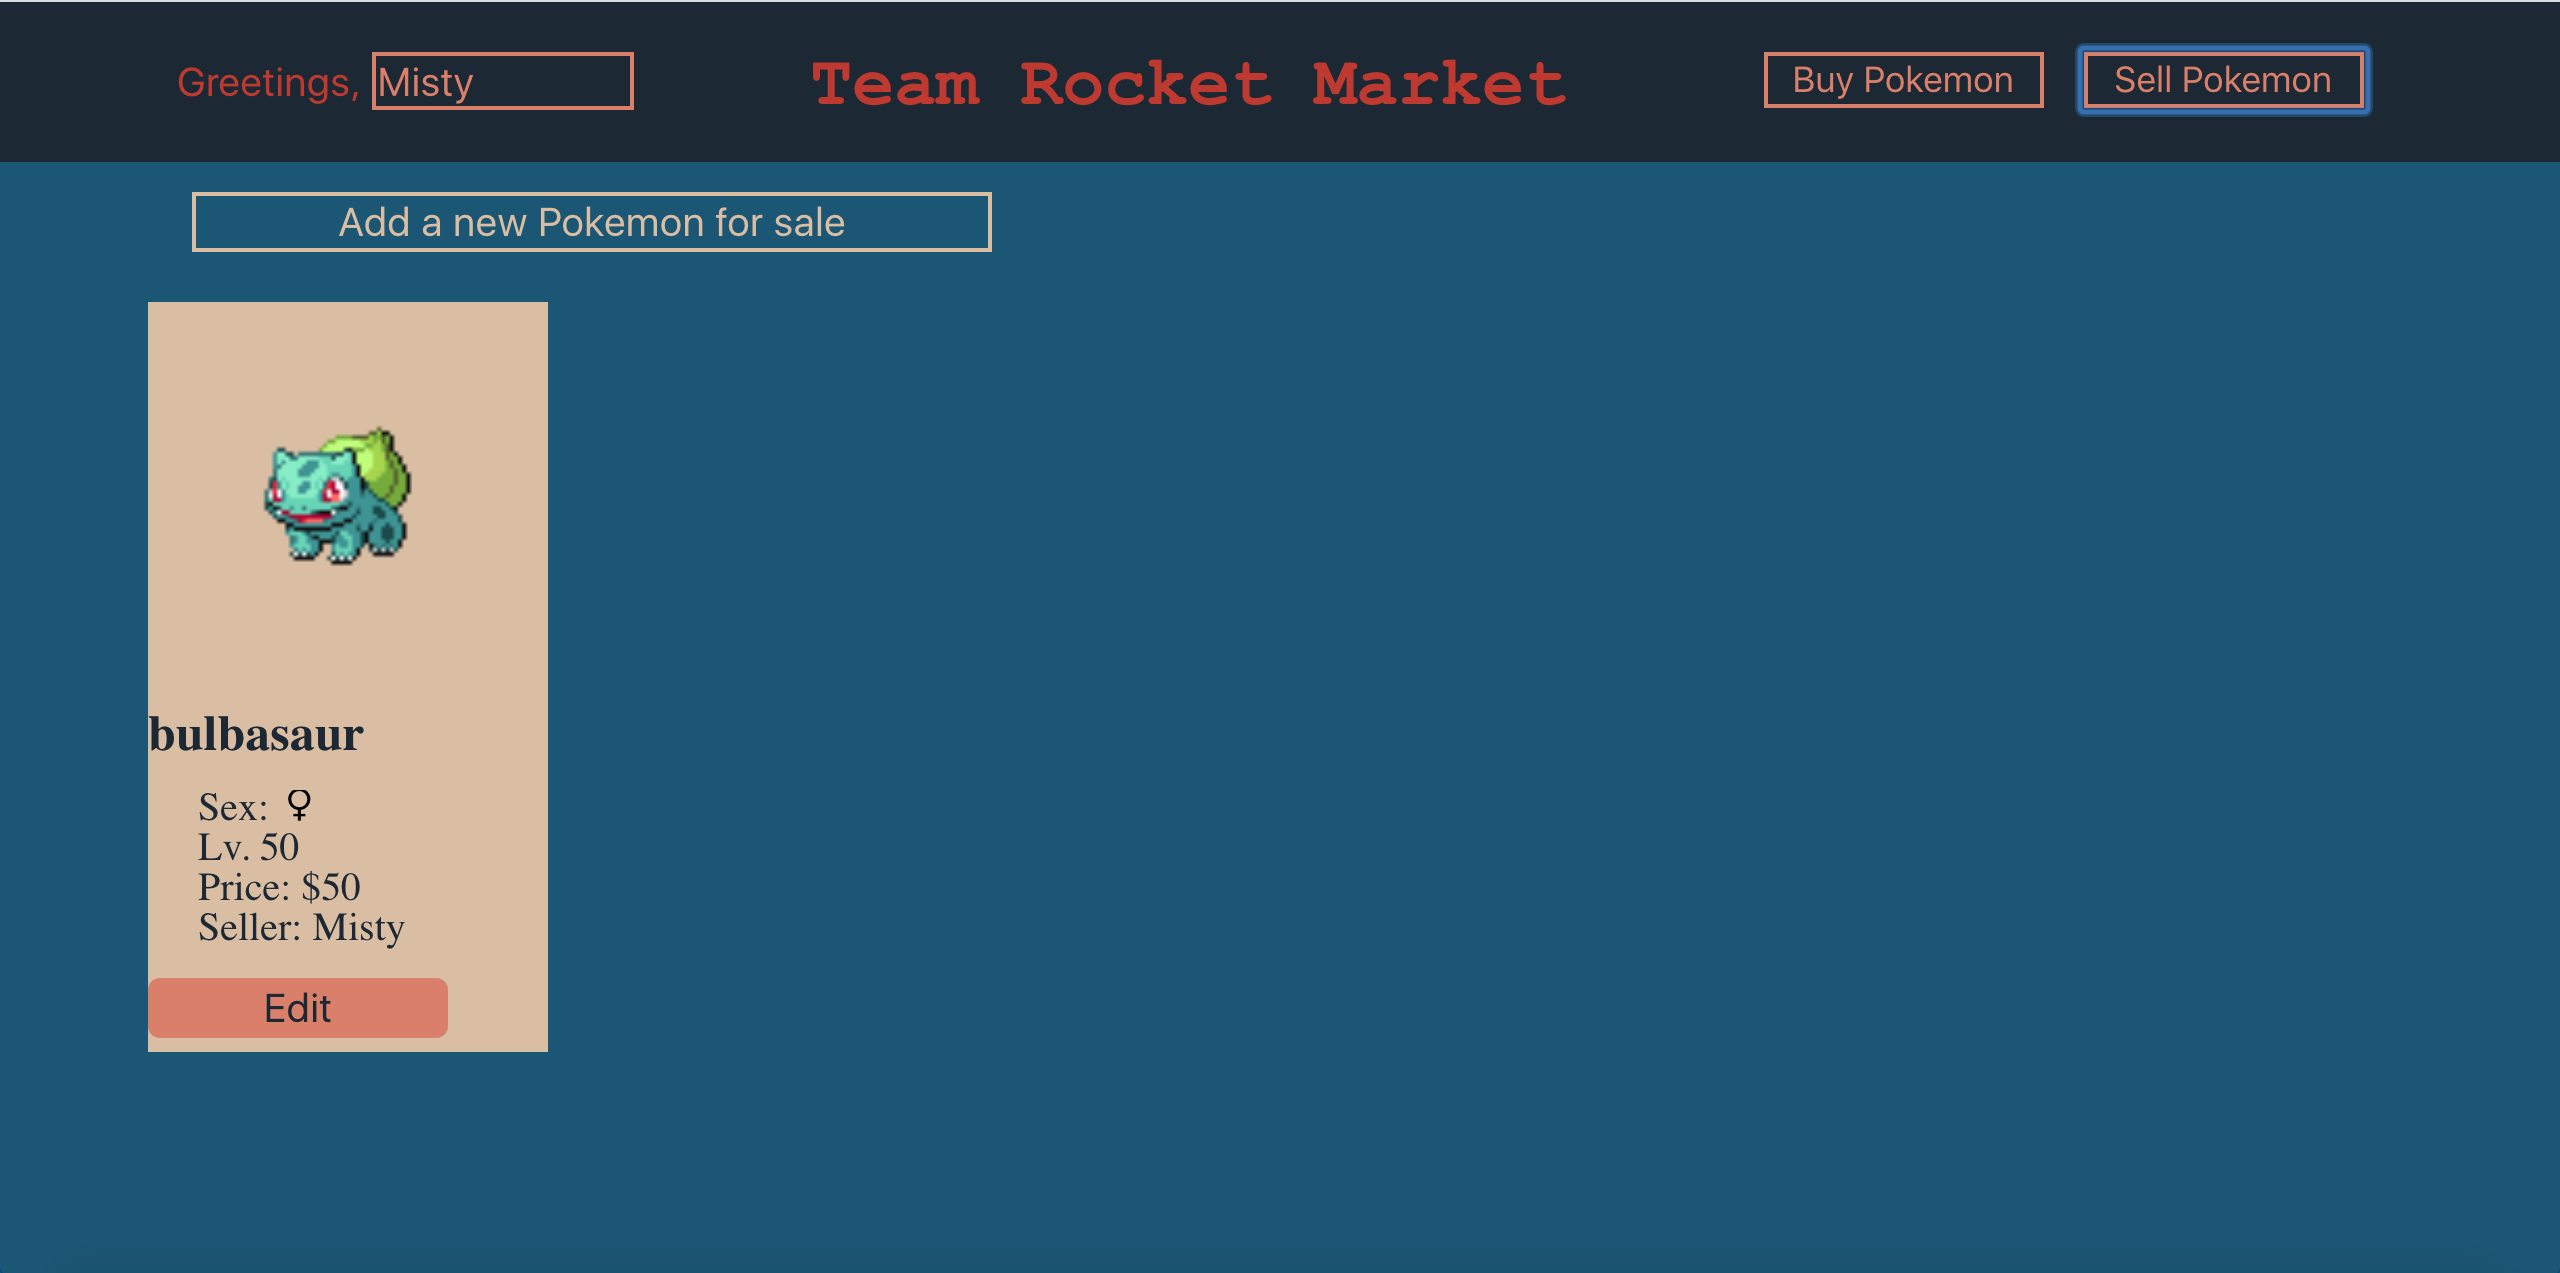 Greetings, Misty
Team Rocket Market
Buy Pokemon
Sell Pokemon
Add a new Pokemon for sale
bulbasaur
Sex: ♀
Lv. 50
Price: $50
Seller: Misty
Edit